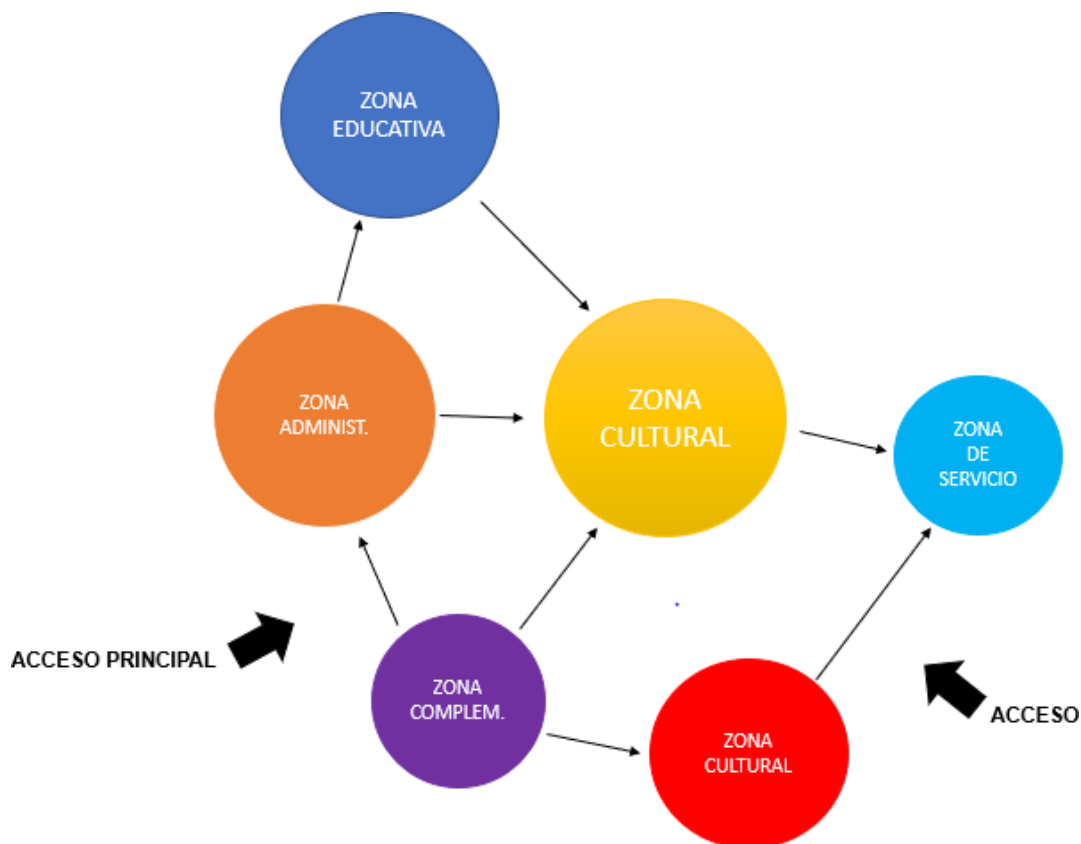 ZONA
EDUCATIVA
ZONA
ADMINIST.
ZONA
CULTURAL
ZONA
DE
SERVICIO
ACCESO PRINCIPAL
ZONA
COMPLEM.
ZONA
CULTURAL
ACCESO